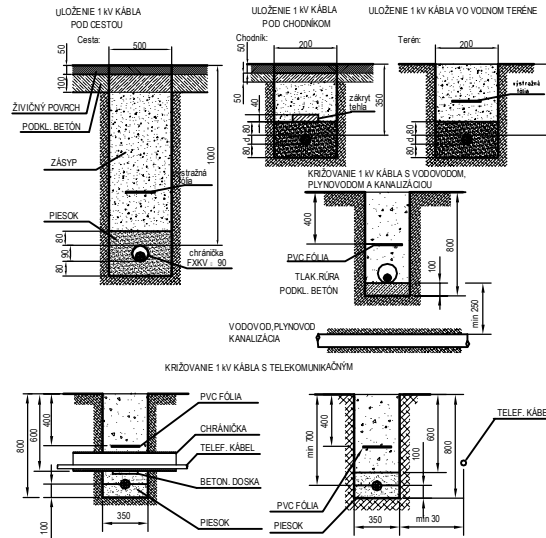 ULOŽENIE 1 kV KÁBLA
POD CESTOU
Cesta:
500
50
100
1000
ŽIVIČNÝ POVRCH
PODKL. BETÓN
ZÁSYP
fólia
PIESOK
80
90
80
chránička
FXKV 90
ULOŽENIE 1 kV KÁBLA
POD CHODNÍKOM
Chodník:
200
50
50
40
80
d
80
350
zákryt
tehla
ULOŽENIE 1 kV KÁBLA VO VOĽNOM TERÉNE
Terén:
200
výstražná
fólia
80
d
80
KRIŽOVANIE 1 kV KÁBLA S VODOVODOM,
PLYNOVODOM A KANALIZÁCIOU
400
800
PVC FÓLIA
TLAK.RÚRA
PODKL. BETÓN
100
min 250
VODOVOD,PLYNOVOD
KANALIZÁCIA
KRIŽOVANIE 1 kV KÁBLA S TELEKOMUNIKAČNÝM
800
600
400
100
350
PVC FÓLIA
CHRÁNIČKA
TELEF. KÁBEL
BETON. DOSKA
PIESOK
min 700
400
PVC FÓLIA
PIESOK
350
100
600
800
min 30
TELEF. KÁBEL